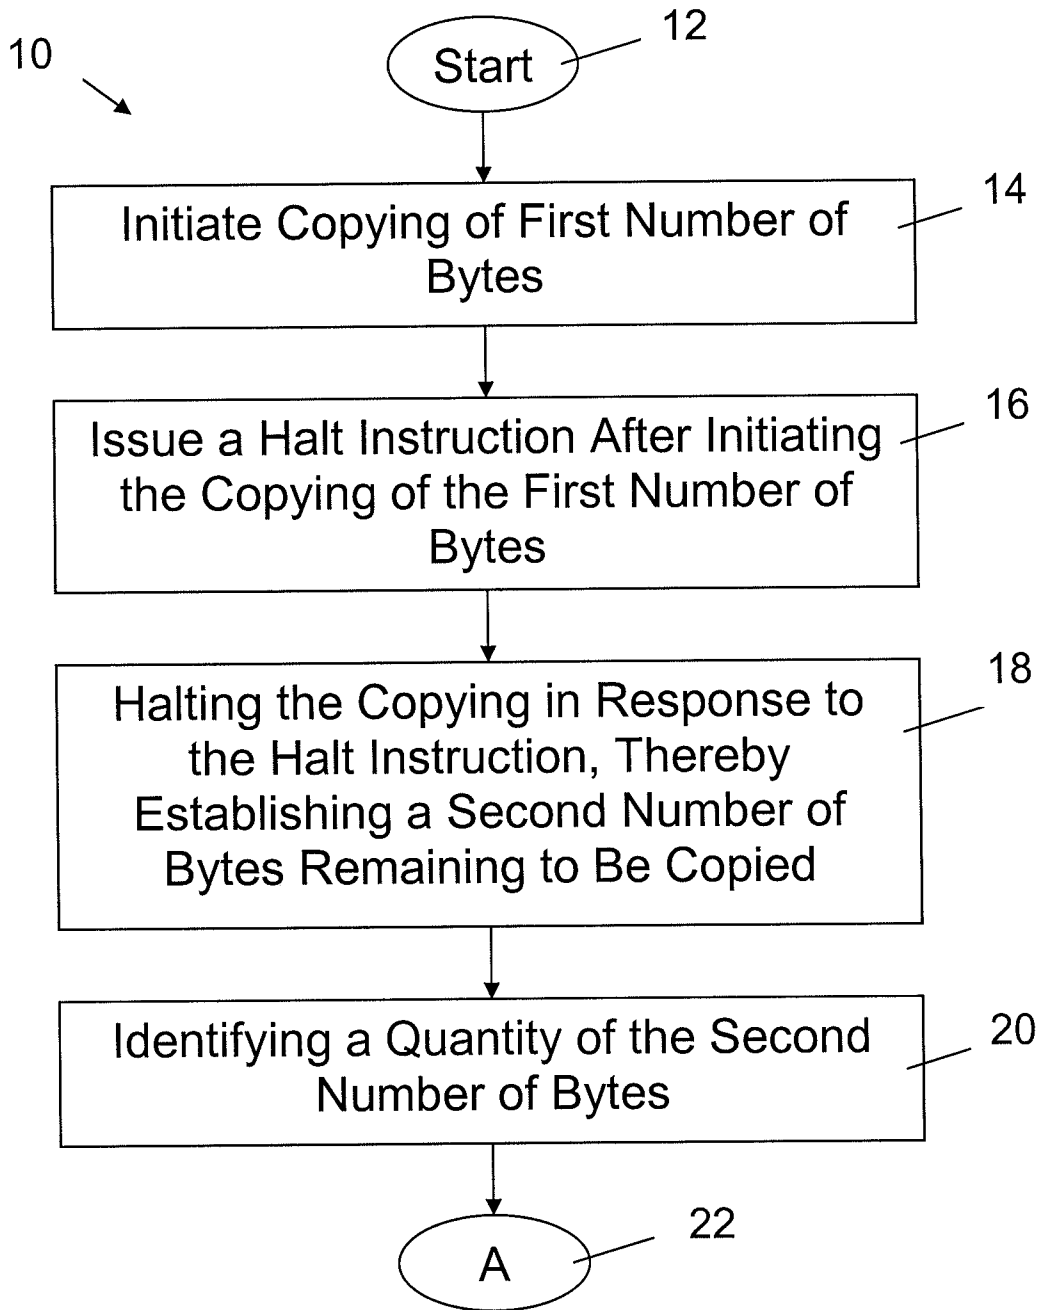 10
Start
12
Initiate Copying of First Number of
Bytes
14
Issue a Halt Instruction After Initiating
the Copying of the First Number of
Bytes
16
Halting the Copying in Response to
the Halt Instruction, Thereby
Establishing a Second Number of
Bytes Remaining to Be Copied
18
Identifying a Quantity of the Second
Number of Bytes
20
A
22